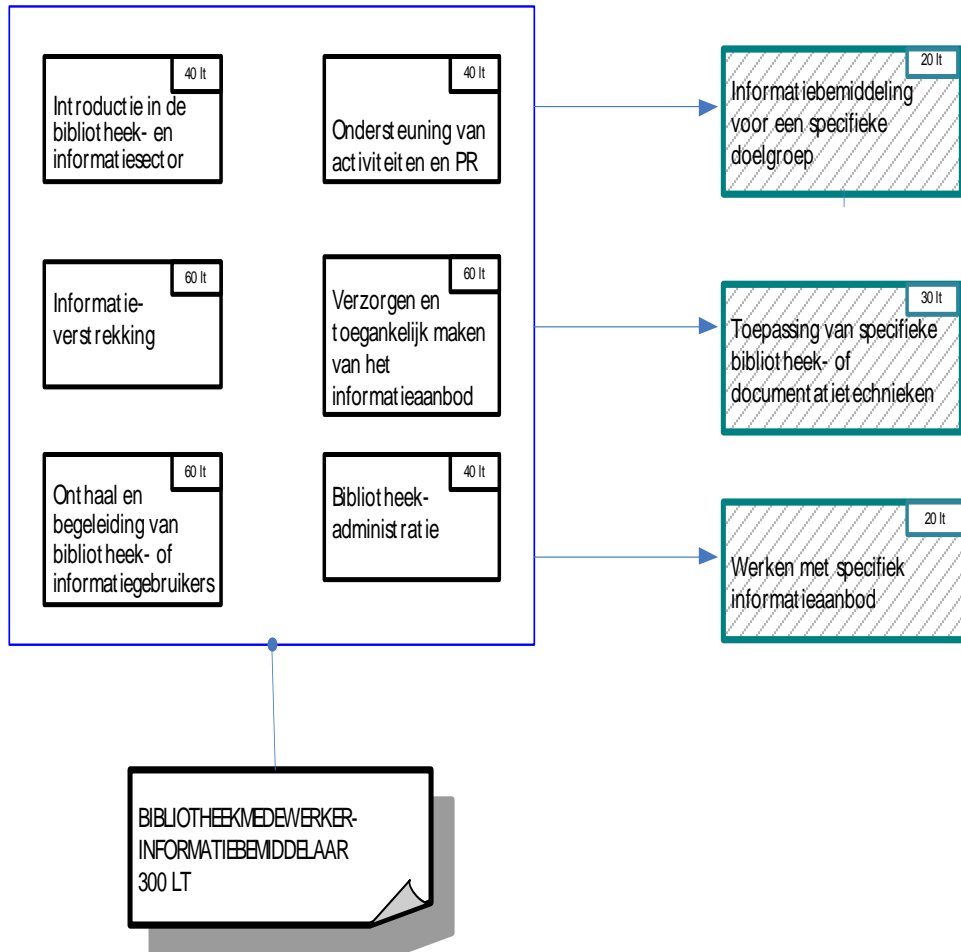 40 lt
Introductie in de
bibliotheek- en
informatiesector
40 lt
Ondersteuning van
activiteiten en PR
20 lt
Informatiebemiddeling
voor een specifieke
doelgroep
60 lt
Informatie-
verstrekking
60 lt
Verzorgen en
toegankelijk maken
van het
informatieaanbod
30 lt
Toepassing van specifieke
bibliotheek- of
documentatietechnieken
60 lt
Onthaal en
begeleiding van
bibliotheek- of
informatiegebruikers
40 lt
Bibliotheek-
administratie
20 lt
Werken met specifiek
informatieaanbod
BIBLIOTHEEKMEDEWERKER-
INFORMATIEBEMIDDELAAR
300 LT